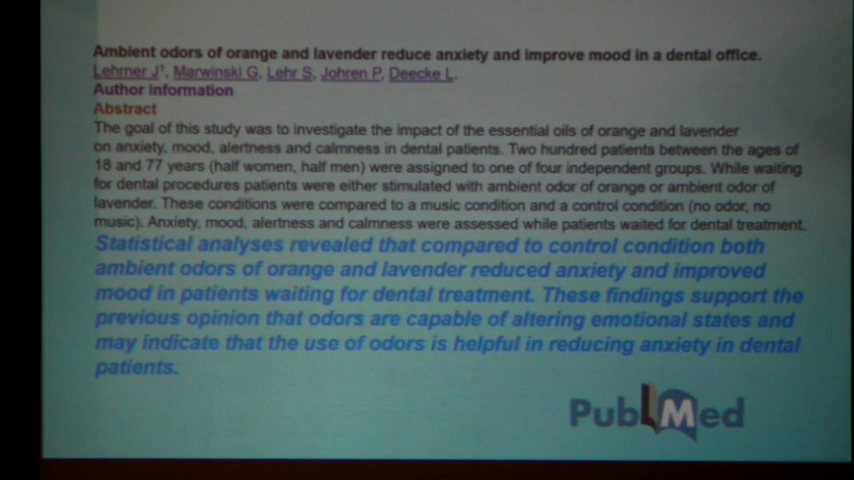 Ambient odors of orange and lavender reduce anxiety and improve mood in a dental office.
Lehrner J¹, Marwinski G, Lehr S, Johren P, Deecke L.
Author information
Abstract
The goal of this study was to investigate the impact of the essential oils of orange and lavender
on anxiety, mood, alertness and calmness in dental patients. Two hundred patients between the ages of
18 and 77 years (half women, half men) were assigned to one of four independent groups. While waiting
for dental procedures patients were either stimulated with ambient odor of orange or ambient odor of
lavender. These conditions were compared to a music condition and a control condition (no odor, no
music). Anxiety, mood, alertness and calmness were assessed while patients waited for dental treatment.
Statistical analyses revealed that compared to control condition both
ambient odors of orange and lavender reduced anxiety and improved
mood in patients waiting for dental treatment. These findings support the
previous opinion that odors are capable of altering emotional states and
may indicate that the use of odors is helpful in reducing anxiety in dental
patients.
PubMed